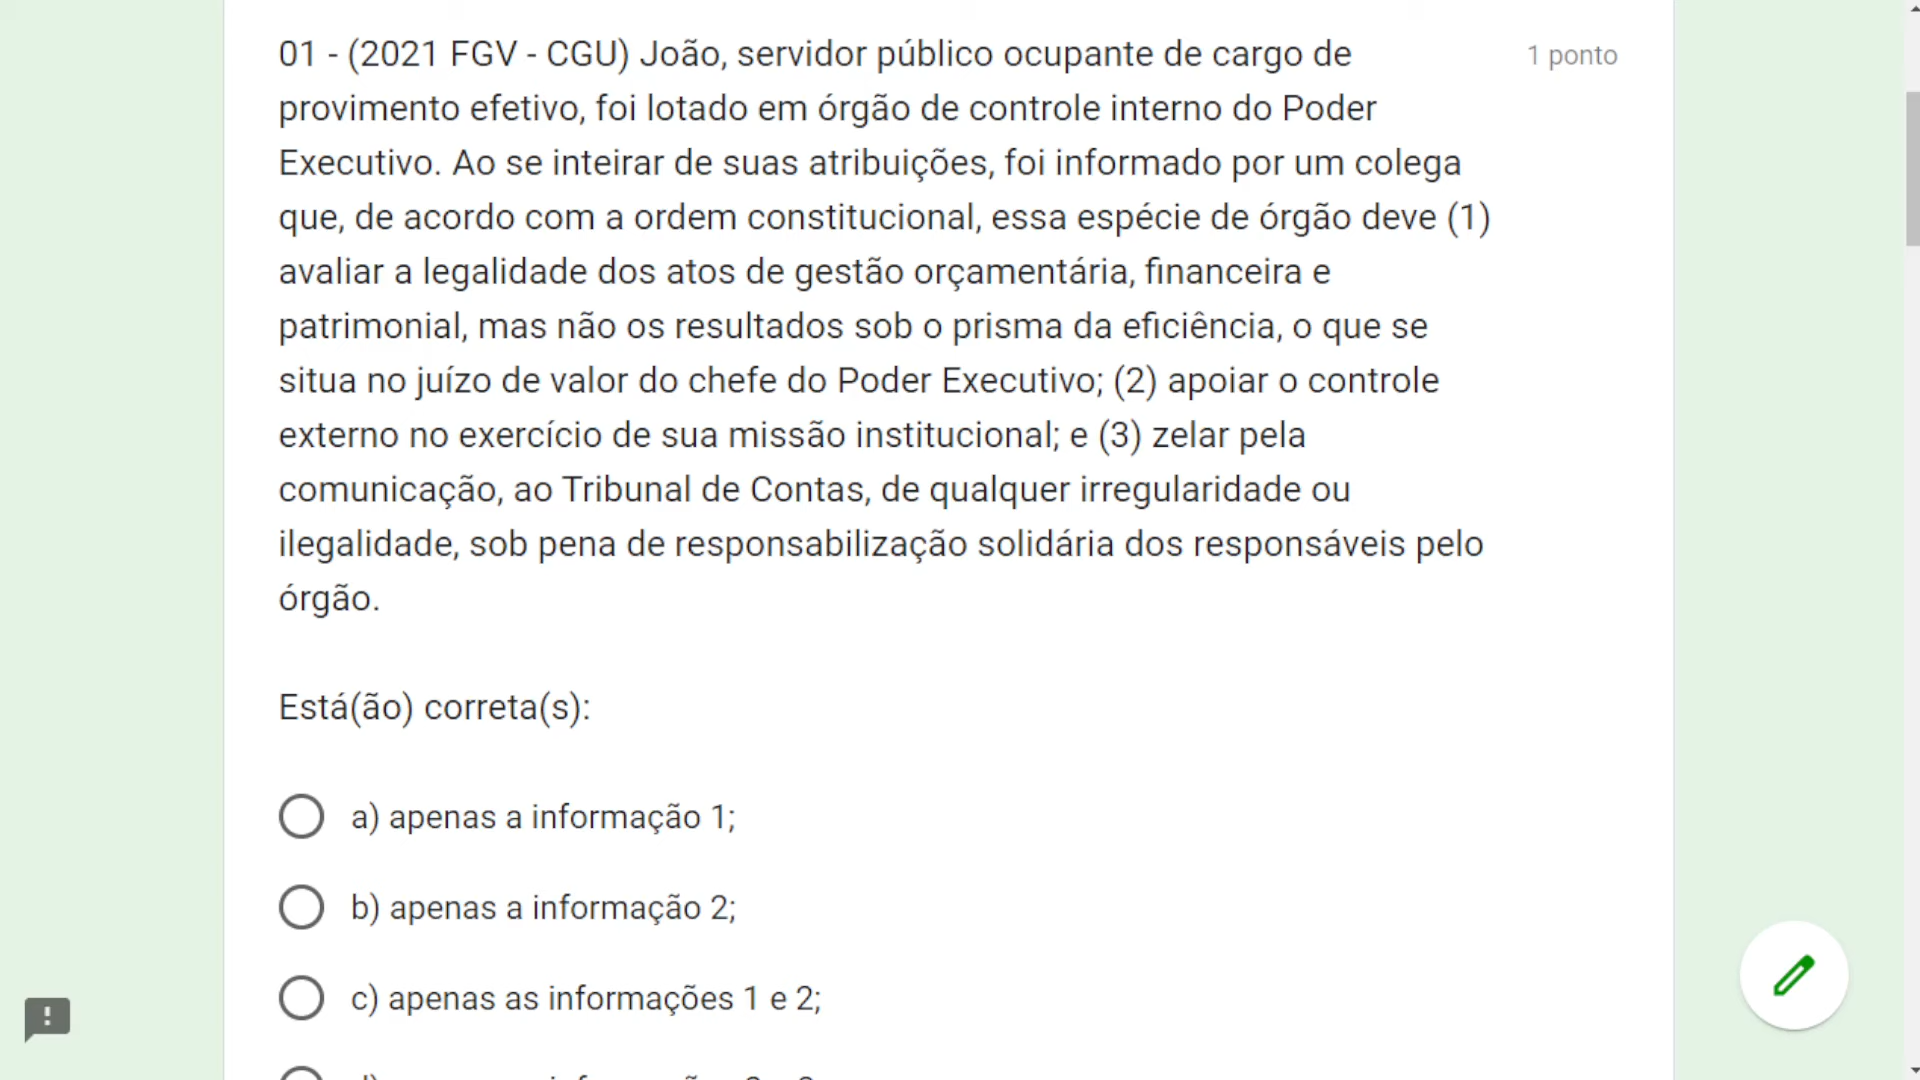 01 - (2021 FGV - CGU) João, servidor público ocupante de cargo de
1 ponto
provimento efetivo, foi lotado em órgão de controle interno do Poder
Executivo. Ao se inteirar de suas atribuições, foi informado por um colega
que, de acordo com a ordem constitucional, essa espécie de órgão deve (1)
avaliar a legalidade dos atos de gestão orçamentária, financeira e
patrimonial, mas não os resultados sob o prisma da eficiência, o que se
situa no juízo de valor do chefe do Poder Executivo; (2) apoiar o controle
externo no exercício de sua missão institucional; e (3) zelar pela
comunicação, ao Tribunal de Contas, de qualquer irregularidade ou
ilegalidade, sob pena de responsabilização solidária dos responsáveis pelo
órgão.
Está(ão) correta(s):
a) apenas a informação 1;
b) apenas a informação 2;
c) apenas as informações 1 e 2;